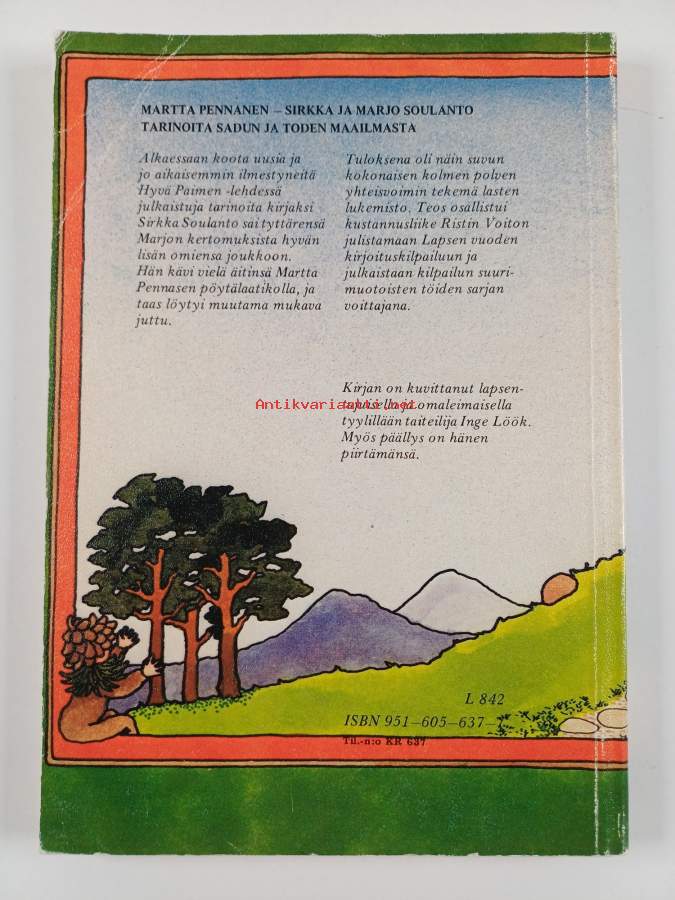 MARTTA PENNANEN – SIRKKA JA MARJO SOULANTO
TARINOITA SADUN JA TODEN MAAILMASTA
Alkaessaan koota uusia ja
jo aikaisemmin ilmestyneitä
Hyvä Paimen -lehdessä
julkaistuja tarinoita kirjaksi
Sirkka Soulanto sai tyttärensä
Marjon kertomuksista hyvän
lisän omiensa joukkoon.
Hän kävi vielä äitinsä Martta
Pennasen pöytälaatikolla, ja
taas löytyi muutama mukava
juttu.
Tuloksena oli näin suvun
kokonaisen kolmen polven
yhteisvoimin tekemä lasten
lukemisto. Teos osallistui
kustannusliike Ristin Voiton
julistamaan Lapsen vuoden
kirjoituskilpailuun ja
julkaistaan kilpailun suuri-
muotoisten töiden sarjan
voittajana.
Kirjan on kuvittanut lapsen-
Antikvariaatti.net
omaleimaisella
tyylillään taiteilija Inge Löök.
Myös päällys on hänen
piirtämänsä.
L 842
ISBN 951–605–637–
Til.-n:o KR 637